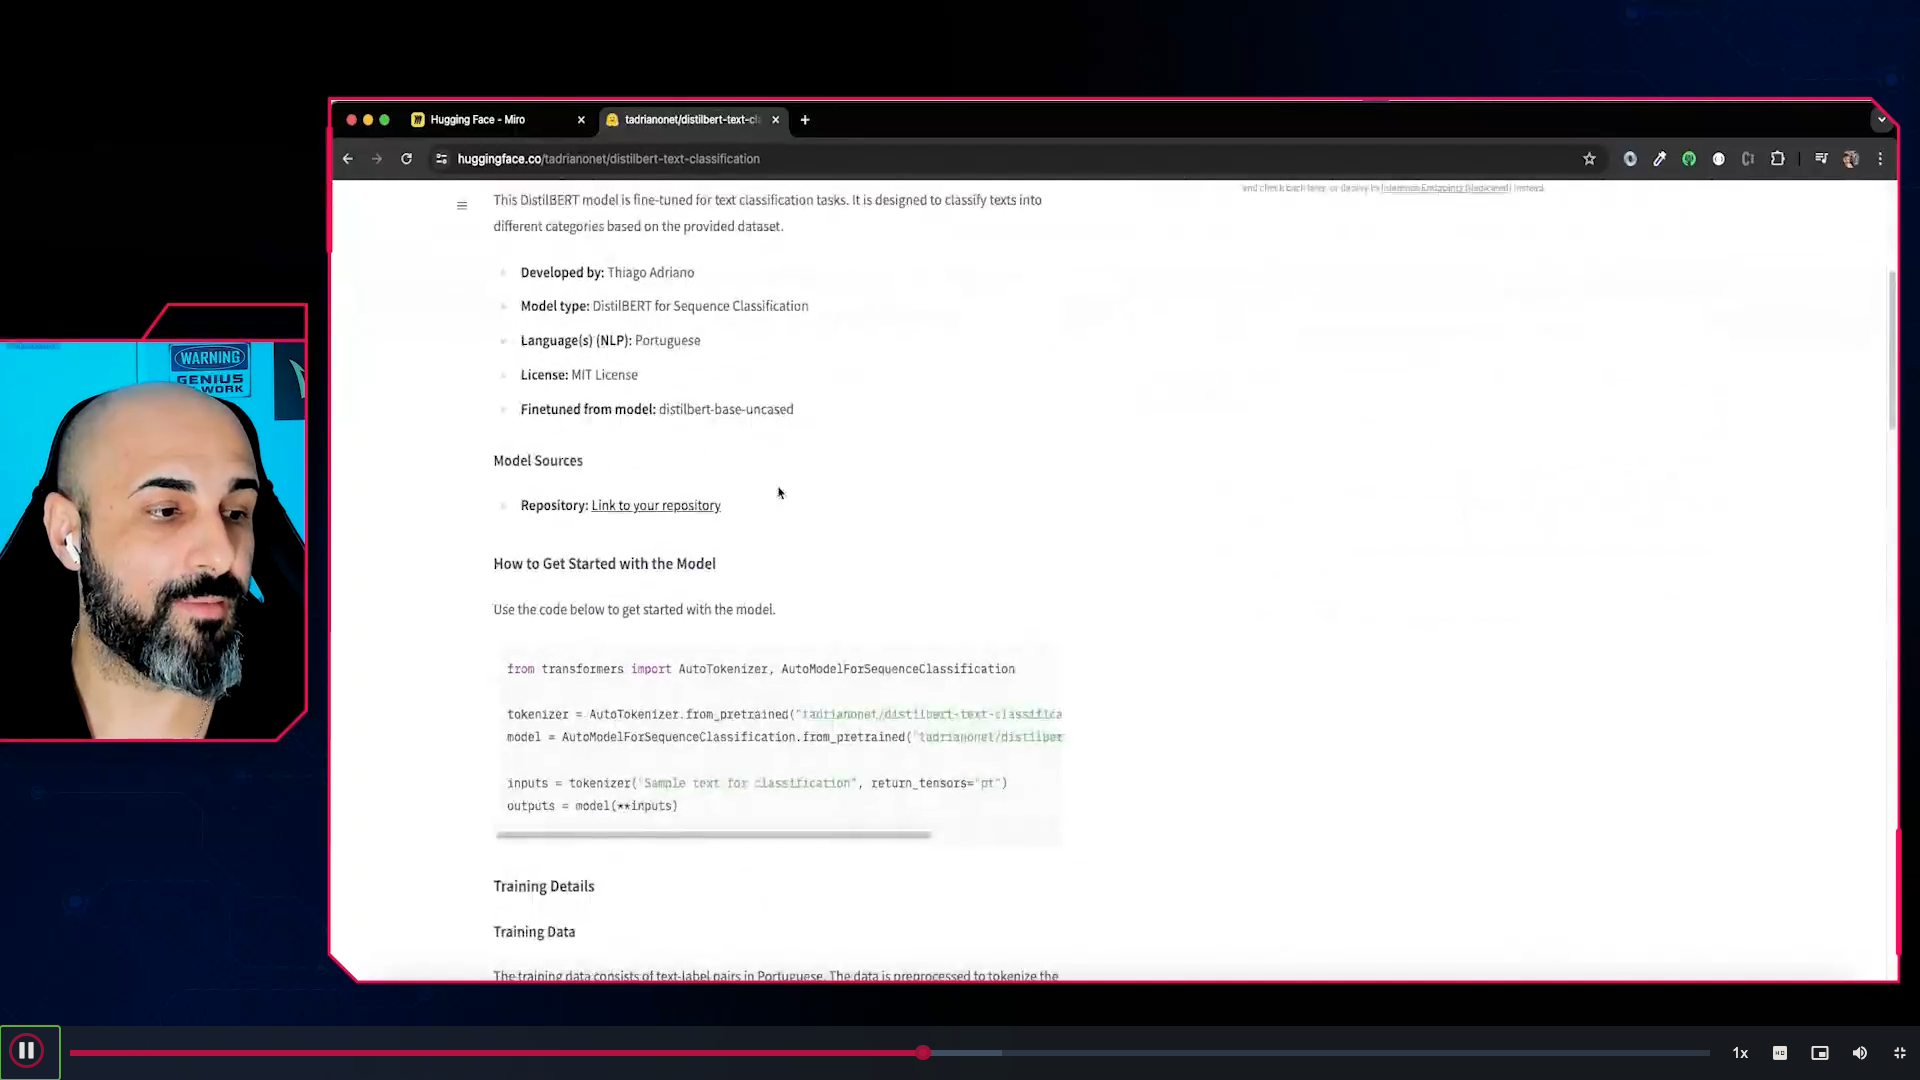 Hugging Face - Miro
tadrianonet/distilbert-text-cl
huggingface.co/tadrianonet/distilbert-text-classification
This DistilBERT model is fine-tuned for text classification tasks. It is designed to classify texts into
different categories based on the provided dataset.
Developed by: Thiago Adriano
Model type: DistilBERT for Sequence Classification
Language(s) (NLP): Portuguese
License: MIT License
Finetuned from model: distilbert-base-uncased
Model Sources
Repository: Link to your repository
How to Get Started with the Model
Use the code below to get started with the model.
from transformers import AutoTokenizer, AutoModelForSequenceClassification
tokenizer = AutoTokenizer.from_pretrained("tadrianonet/distilbert-text-classifica
model = AutoModelForSequenceClassification.from_pretrained("tadrianonet/distilber
inputs = tokenizer("Sample text for classification", return_tensors="pt")
outputs = model(**inputs)
Training Details
Training Data
The training data consists of text-label pairs in Portuguese. The data is preprocessed to tokenize the
WARNING
GENIUS
WORK
1x